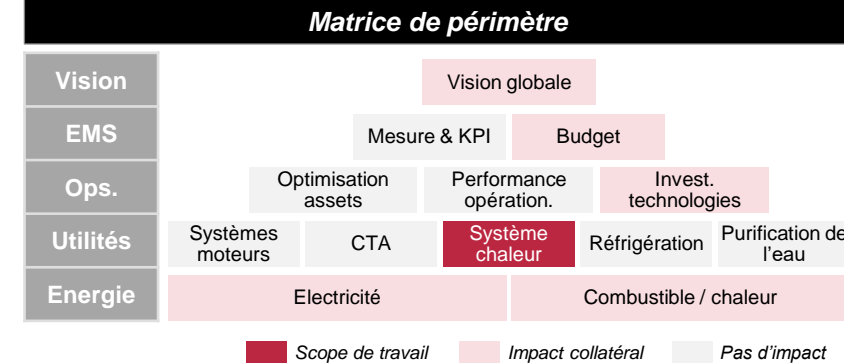 Matrice de périmètre
Vision
Vision globale
EMS
Mesure & KPI
Budget
Ops.
Optimisation
assets
Performance
opération.
Invest.
technologies
Utilités
Systèmes
moteurs
CTA
Système
chaleur
Réfrigération
Purification de
l'eau
Energie
Electricité
Combustible / chaleur
Scope de travail
Impact collatéral
Pas d'impact